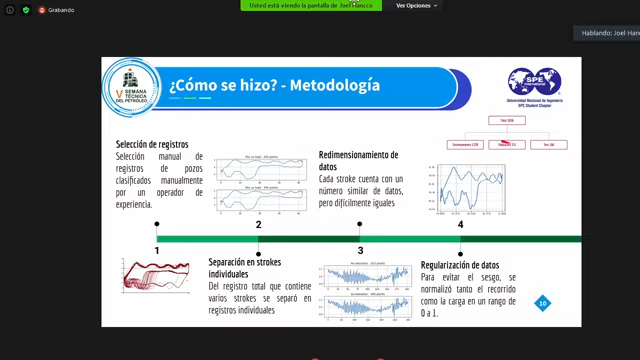 Grabando
Usted está viendo la pantalla de Joel Hancco
Ver Opciones
Hablando: Joel Han
V SEMANA
TÉCNICA
DEL PETRÓLEO
¿Cómo se hizo? - Metodología
SPE
International
Universidad Nacional de Ingeniería
SPE Student Chapter
Selección de registros
Selección manual de
registros de pozos
clasificados manualmente
por un operador de
experiencia.
Redimensionamiento de
datos
Cada stroke cuenta con un
número similar de datos,
pero difícilmente iguales
2
4
1
3
Separación en strokes
individuales
Del registro total que contiene
varios strokes se separó en
registros individuales
Regularización de datos
Para evitar el sesgo, se
normalizó tanto el recorrido
como la carga en un rango de
0 a 1.
10